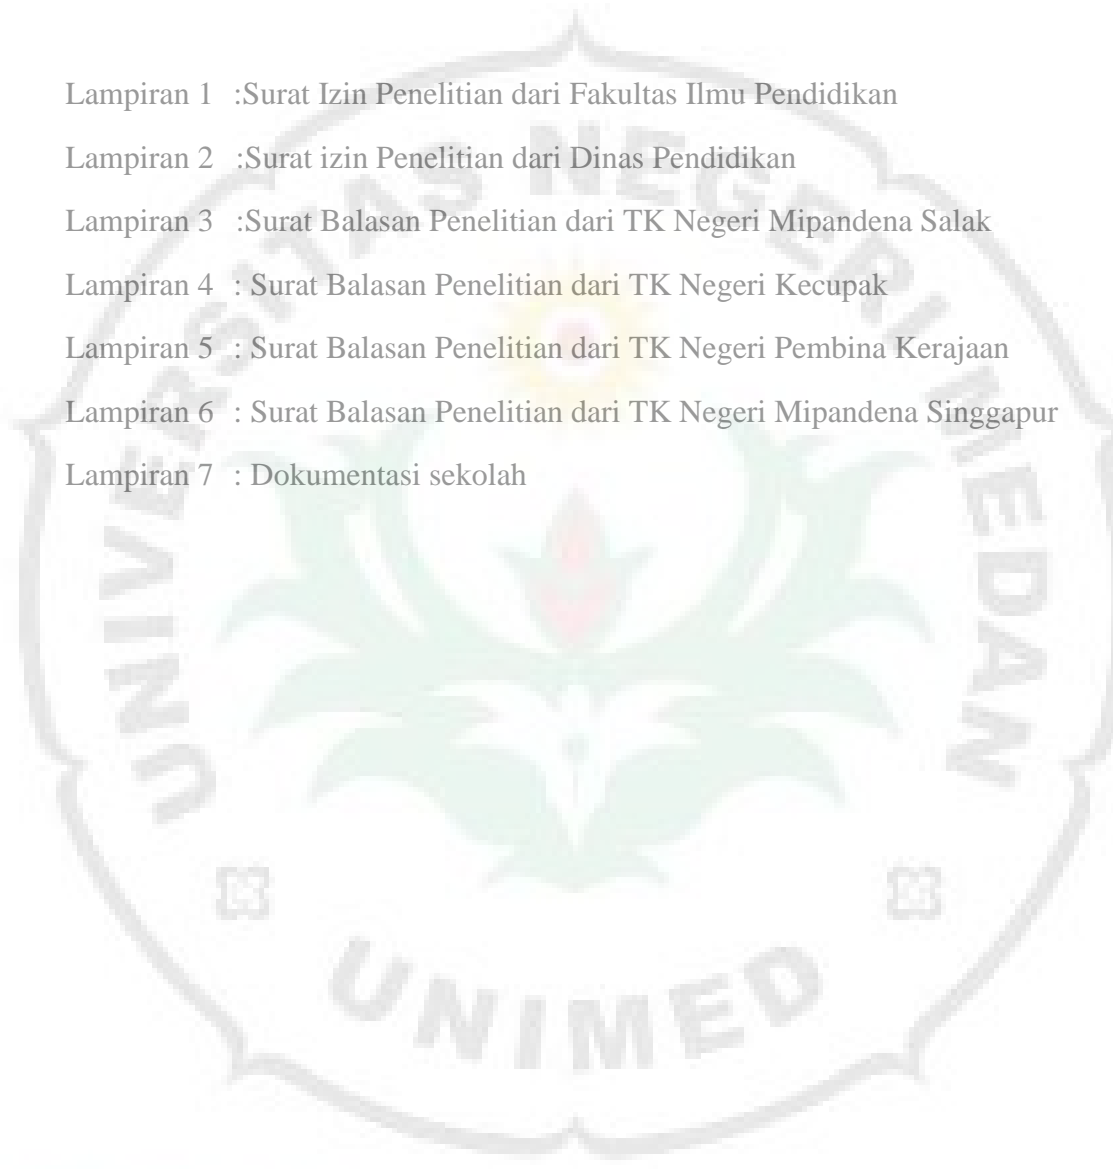 Lampiran 1 :Surat Izin Penelitian dari Fakultas Ilmu Pendidikan
Lampiran 2 :Surat izin Penelitian dari Dinas Pendidikan
Lampiran 3 :Surat Balasan Penelitian dari TK Negeri Mipandena Salak
Lampiran 4 : Surat Balasan Penelitian dari TK Negeri Kecupak
Lampiran 5 : Surat Balasan Penelitian dari TK Negeri Pembina Kerajaan
Lampiran 6 : Surat Balasan Penelitian dari TK Negeri Mipandena Singgapur
Lampiran 7 : Dokumentasi sekolah
UNIVERSITAS NEGERI MEDAN
UNIMED